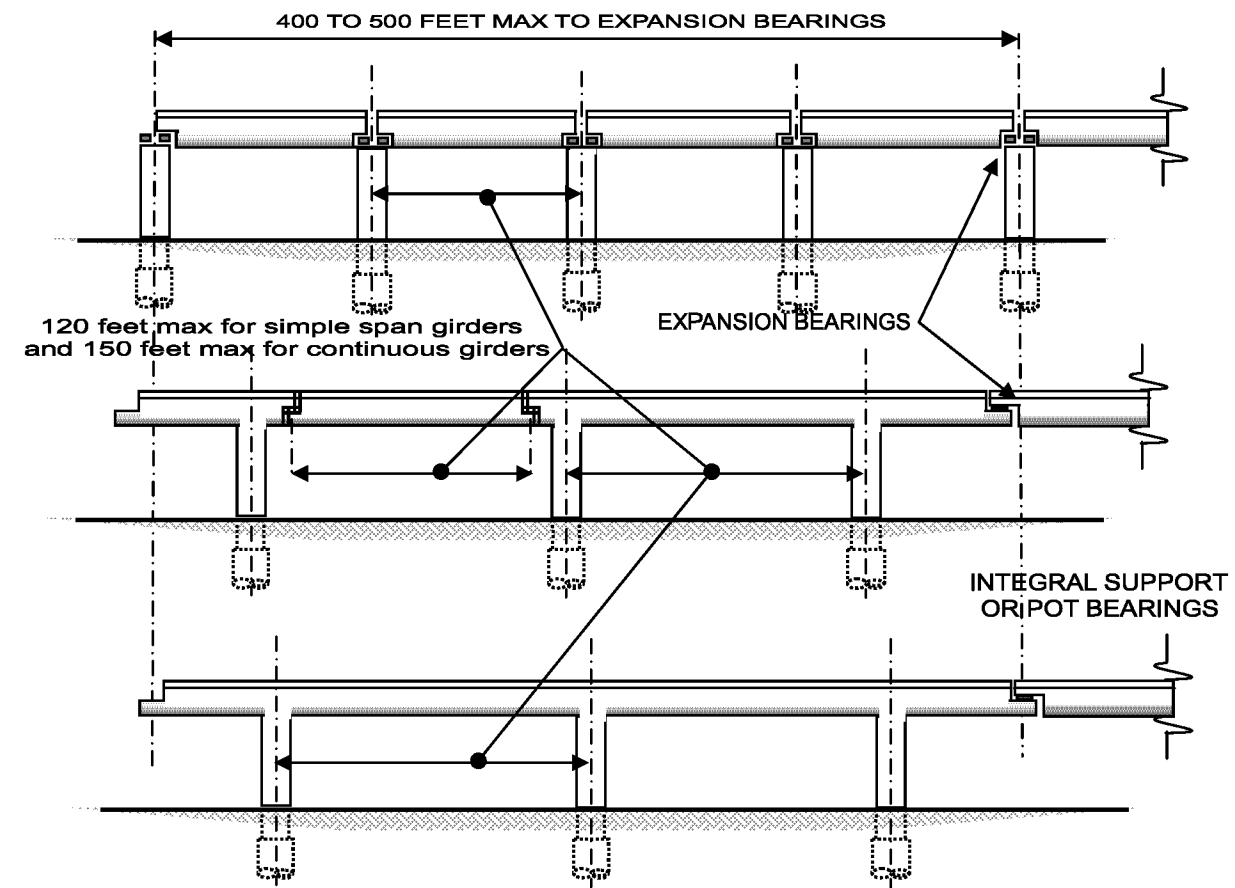 400 TO 500 FEET MAX TO EXPANSION BEARINGS
120 feet max for simple span girders
and 150 feet max for continuous girders
EXPANSION BEARINGS
INTEGRAL SUPPORT
OR POT BEARINGS